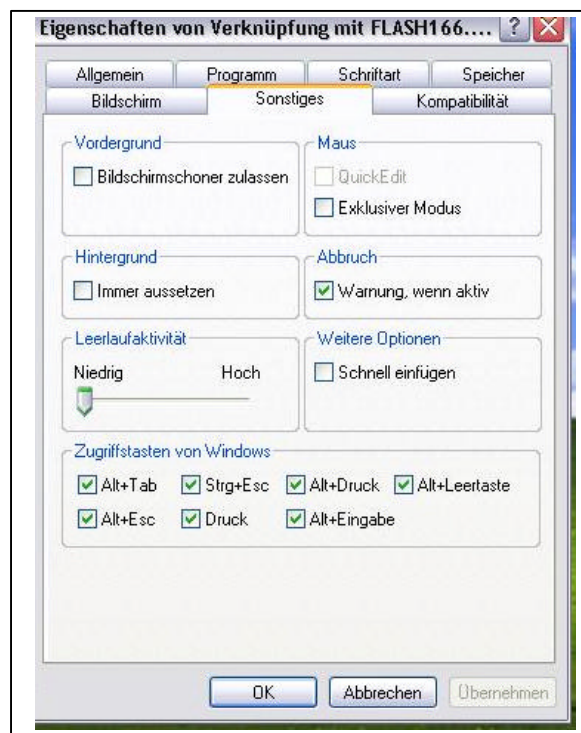 Eigenschaften von Verknüpfung mit FLASH166....
Allgemein Programm Schriftart Speicher
Bildschirm Sonstiges Kompatibilität
Vordergrund
Bildschirmschoner zulassen
Maus
QuickEdit
Exklusiver Modus
Hintergrund
Immer aussetzen
Abbruch
Warnung, wenn aktiv
Leerlaufaktivität
Niedrig Hoch
Weitere Optionen
Schnell einfügen
Zugriffstasten von Windows
Alt+Tab Strg+Esc Alt+Druck Alt+Leertaste
Alt+Esc Druck Alt+Eingabe
OK Abbrechen Übernehmen